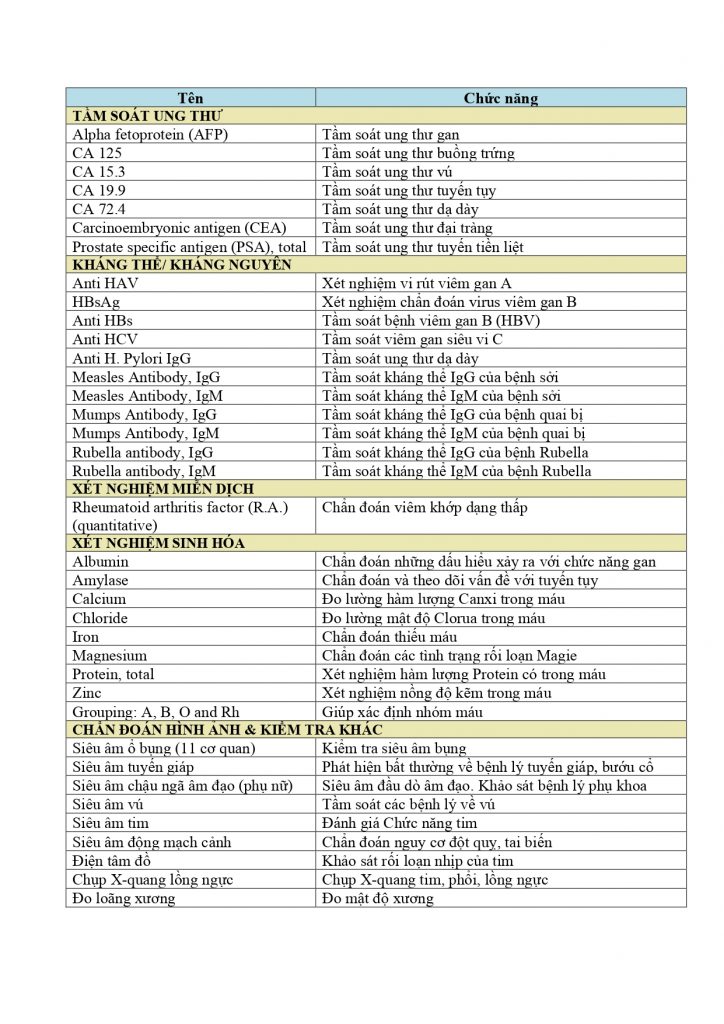 Tên Chức năng
TẦM SOÁT UNG THƯ
Alpha fetoprotein (AFP) Tầm soát ung thư gan
CA 125 Tầm soát ung thư buồng trứng
CA 15.3 Tầm soát ung thư vú
CA 19.9 Tầm soát ung thư tuyến tụy
CA 72.4 Tầm soát ung thư dạ dày
Carcinoembryonic antigen (CEA) Tầm soát ung thư đại tràng
Prostate specific antigen (PSA), total Tầm soát ung thư tuyến tiền liệt
KHÁNG THỂ/ KHÁNG NGUYÊN
Anti HAV Xét nghiệm vi rút viêm gan A
HBsAg Xét nghiệm chẩn đoán virus viêm gan B
Anti HBs Tầm soát bệnh viêm gan B (HBV)
Anti HCV Tầm soát viêm gan siêu vi C
Anti H. Pylori IgG Tầm soát ung thư dạ dày
Measles Antibody, IgG Tầm soát kháng thể IgG của bệnh sởi
Measles Antibody, IgM Tầm soát kháng thể IgM của bệnh sởi
Mumps Antibody, IgG Tầm soát kháng thể IgG của bệnh quai bị
Mumps Antibody, IgM Tầm soát kháng thể IgM của bệnh quai bị
Rubella antibody, IgG Tầm soát kháng thể IgG của bệnh Rubella
Rubella antibody, IgM Tầm soát kháng thể IgM của bệnh Rubella
XÉT NGHIỆM MIỄN DỊCH
Rheumatoid arthritis factor (R.A.) Chẩn đoán viêm khớp dạng thấp
(quantitative)
XÉT NGHIỆM SINH HÓA
Albumin Chẩn đoán những dấu hiểu xảy ra với chức năng gan
Amylase Chẩn đoán và theo dõi vấn đề với tuyến tụy
Calcium Đo lường hàm lượng Canxi trong máu
Chloride Đo lường mật độ Clorua trong máu
Iron Chẩn đoán thiếu máu
Magnesium Chẩn đoán các tình trạng rối loạn Magie
Protein, total Xét nghiệm hàm lượng Protein có trong máu
Zinc Xét nghiệm nồng độ kẽm trong máu
Grouping: A, B, O and Rh Giúp xác định nhóm máu
CHẨN ĐOÁN HÌNH ẢNH & KIỂM TRA KHÁC
Siêu âm ổ bụng (11 cơ quan) Kiểm tra siêu âm bụng
Siêu âm tuyến giáp Phát hiện bất thường về bệnh lý tuyến giáp, bướu cổ
Siêu âm chậu ngã âm đạo (phụ nữ) Siêu âm đầu dò âm đạo. Khảo sát bệnh lý phụ khoa
Siêu âm vú Tầm soát các bệnh lý về vú
Siêu âm tim Đánh giá Chức năng tim
Siêu âm động mạch cảnh Chẩn đoán nguy cơ đột quỵ, tai biến
Điện tâm đồ Khảo sát rối loạn nhịp của tim
Chụp X-quang lồng ngực Chụp X-quang tim, phổi, lồng ngực
Đo loãng xương Đo mật độ xương